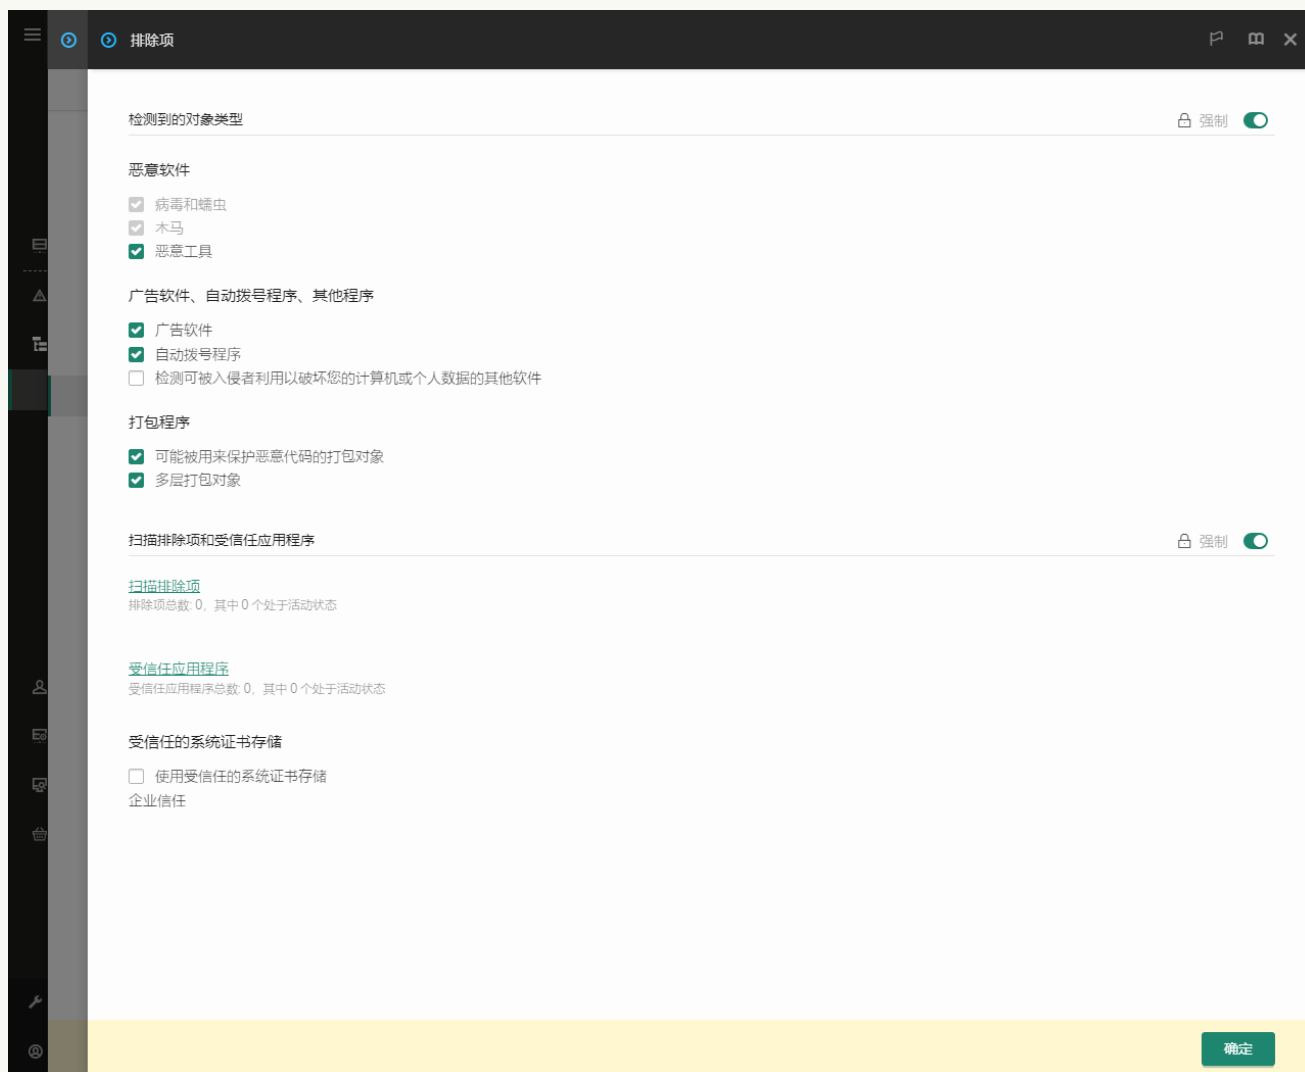 排除项
检测到的对象类型
强制
恶意软件
病毒和蠕虫
木马
恶意工具
广告软件、自动拨号程序、其他程序
广告软件
自动拨号程序
检测可被入侵者利用以破坏您的计算机或个人数据的其他软件
打包程序
可能被用来保护恶意代码的打包对象
多层打包对象
扫描排除项和受信任应用程序
强制
扫描排除项
排除项总数: 0，其中 0 个处于活动状态
受信任应用程序
受信任应用程序总数: 0，其中 0 个处于活动状态
受信任的系统证书存储
使用受信任的系统证书存储
企业信任
确定